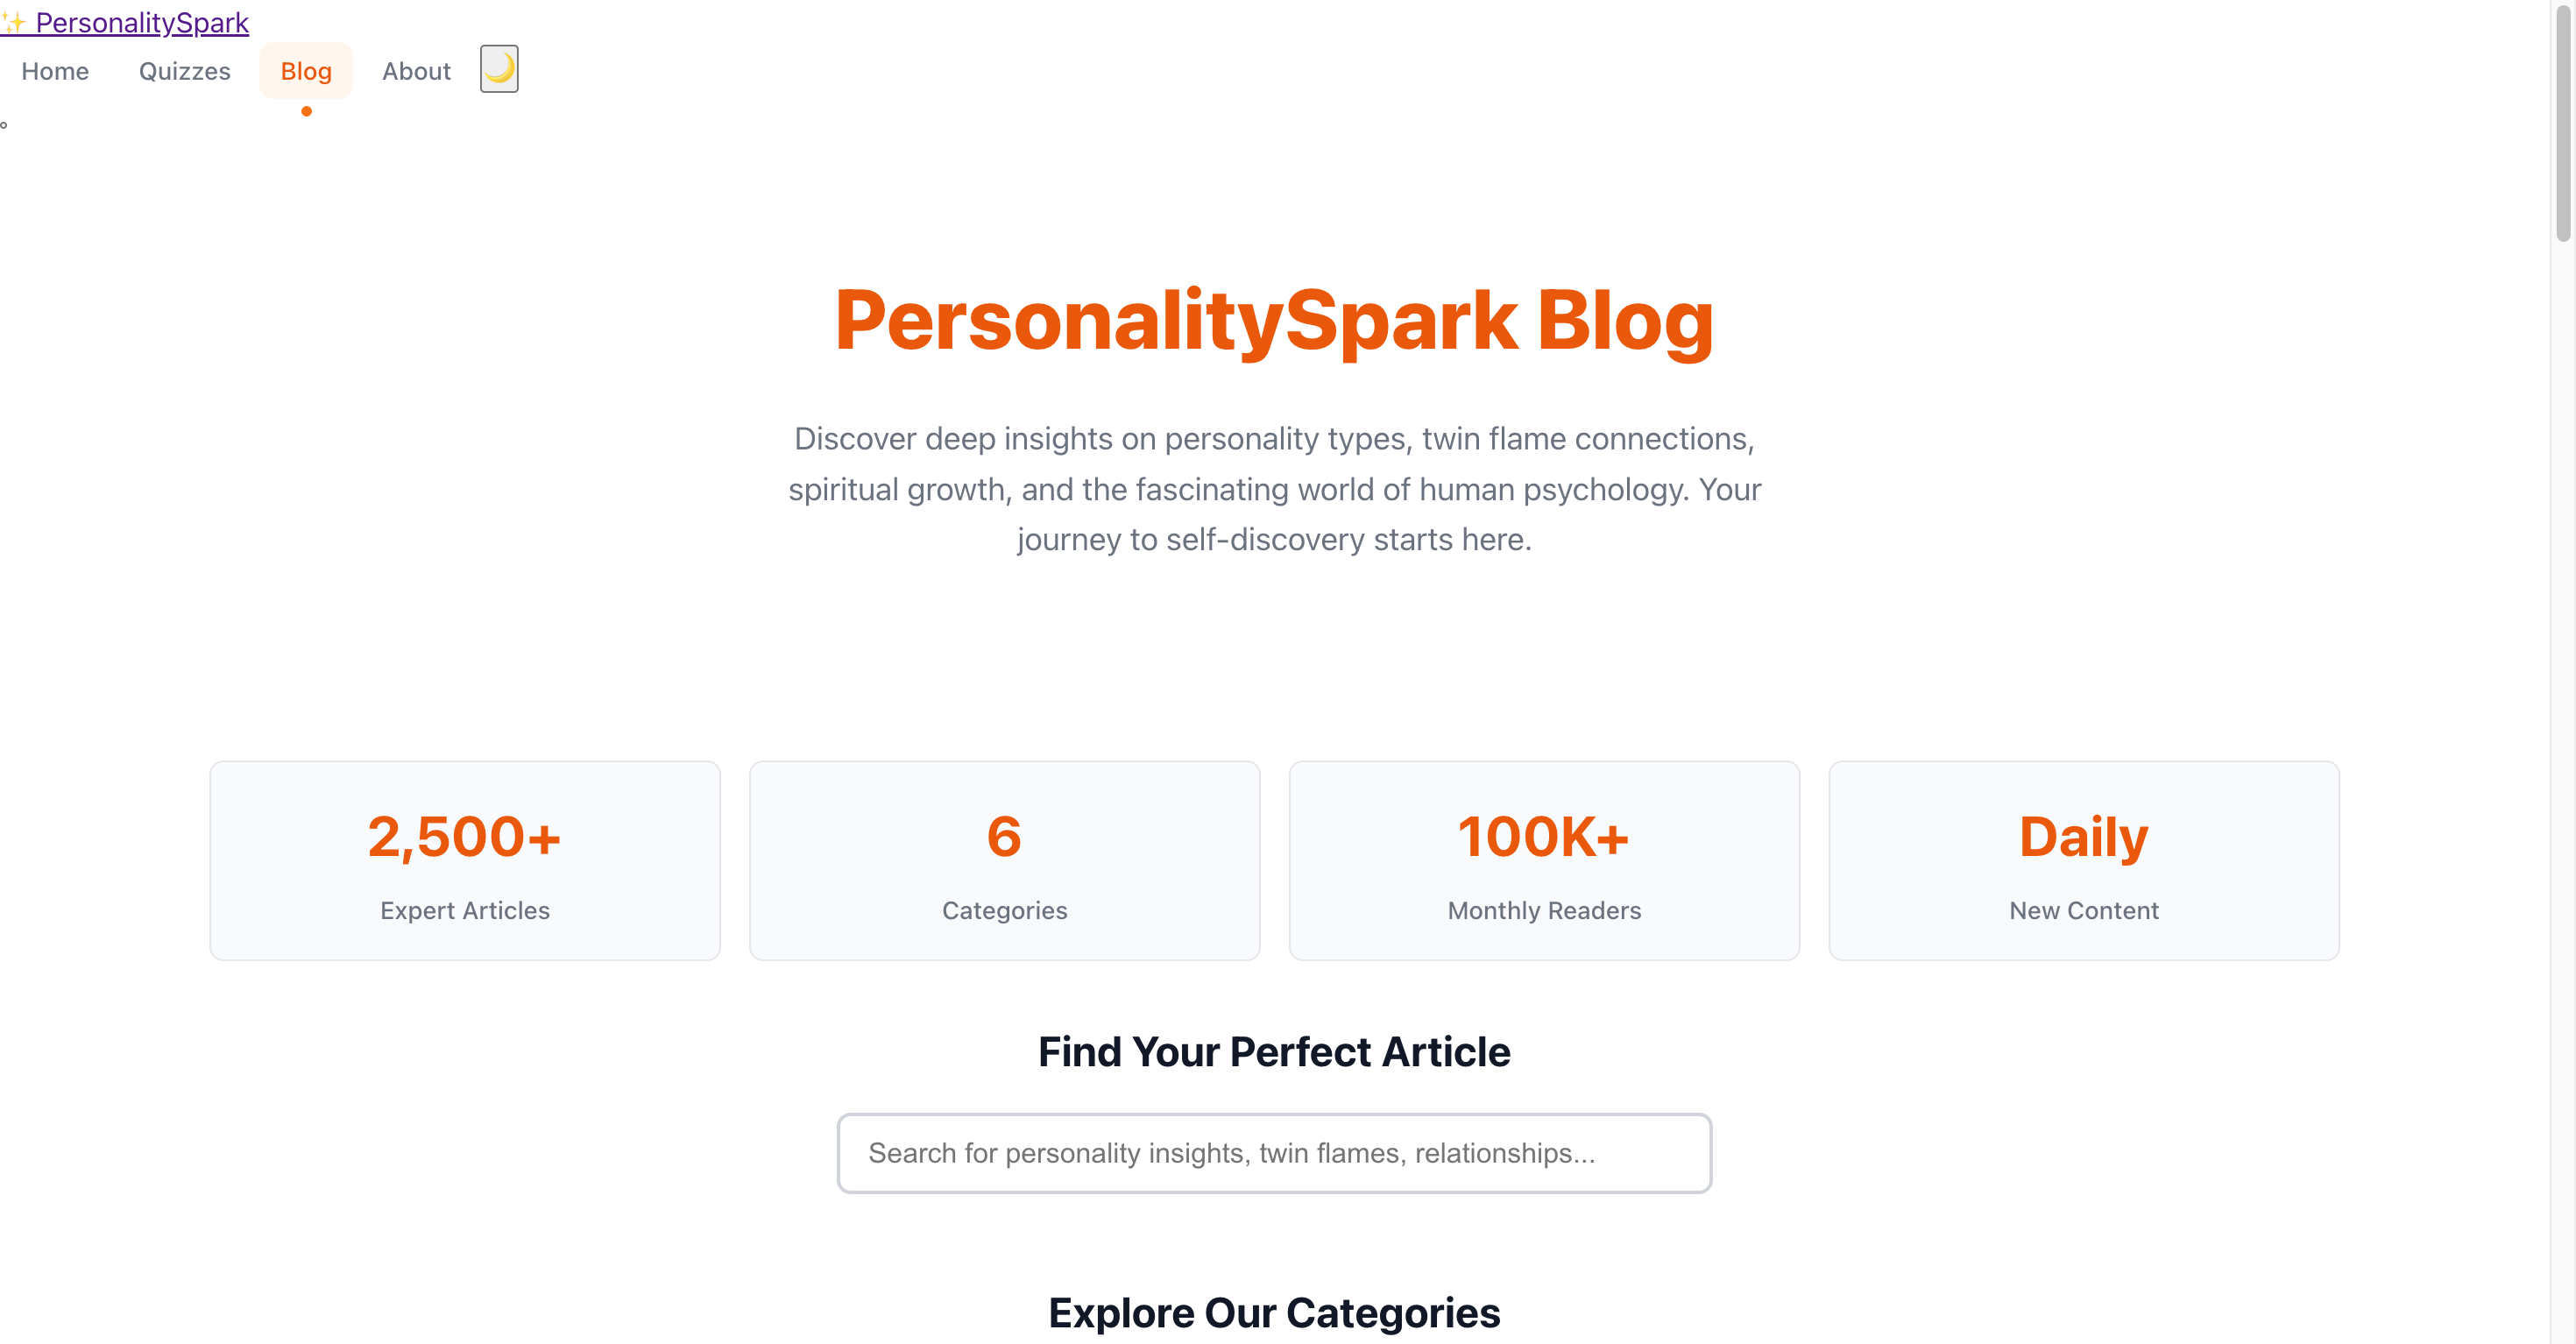 ✨ PersonalitySpark
Home Quizzes Blog About 🌙
PersonalitySpark Blog
Discover deep insights on personality types, twin flame connections,
spiritual growth, and the fascinating world of human psychology. Your
journey to self-discovery starts here.
2,500+
Expert Articles
6
Categories
100K+
Monthly Readers
Daily
New Content
Find Your Perfect Article
Search for personality insights, twin flames, relationships...
Explore Our Categories